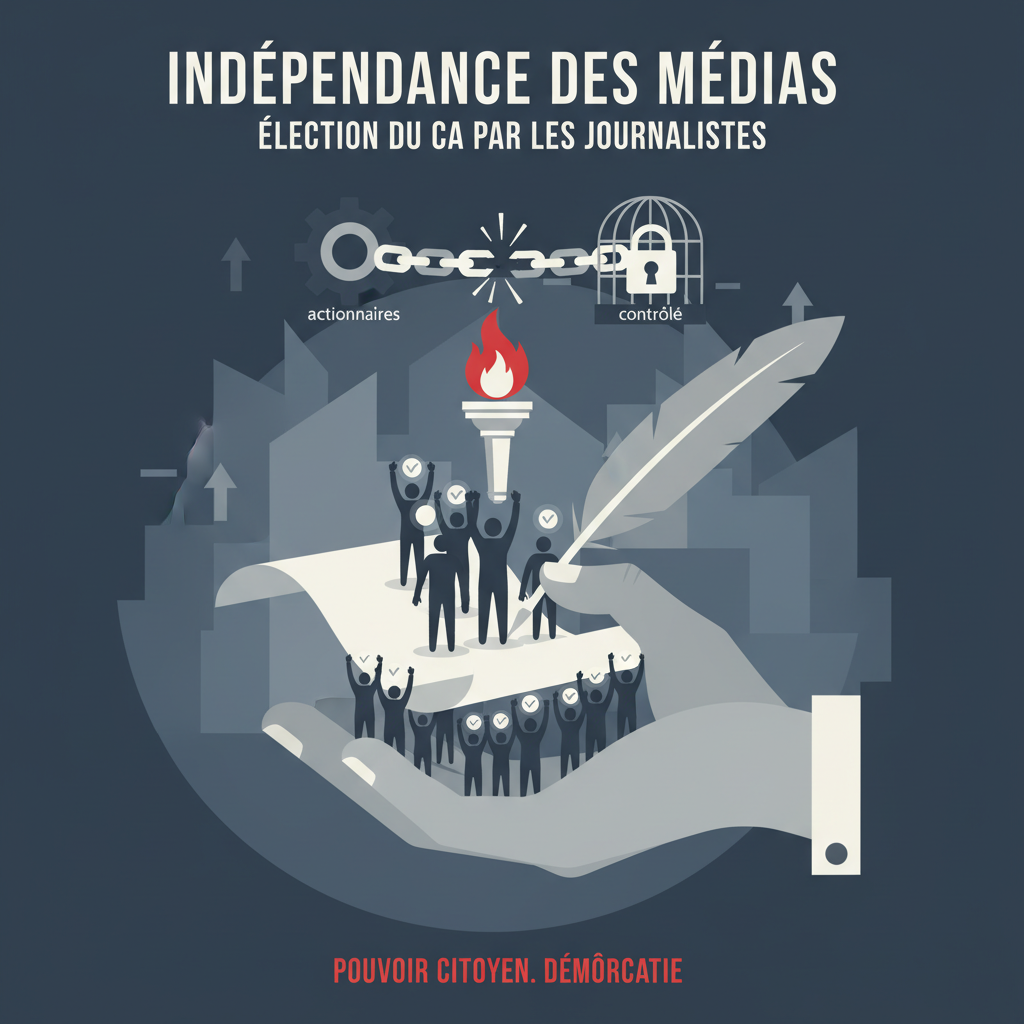 INDÉPENDANCE DES MÉDIAS
ÉLECTION DU CA PAR LES JOURNALISTES
actionnaires
contrôlé
POUVOIR CITOYEN. DÉMÔRCATIE